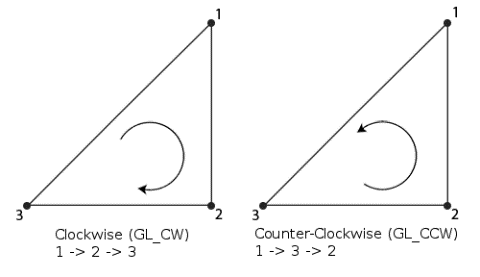 1
1
3
2
3
2
Clockwise (GL_CW)
1 -> 2 -> 3
Counter-Clockwise (GL_CCW)
1 -> 3 -> 2